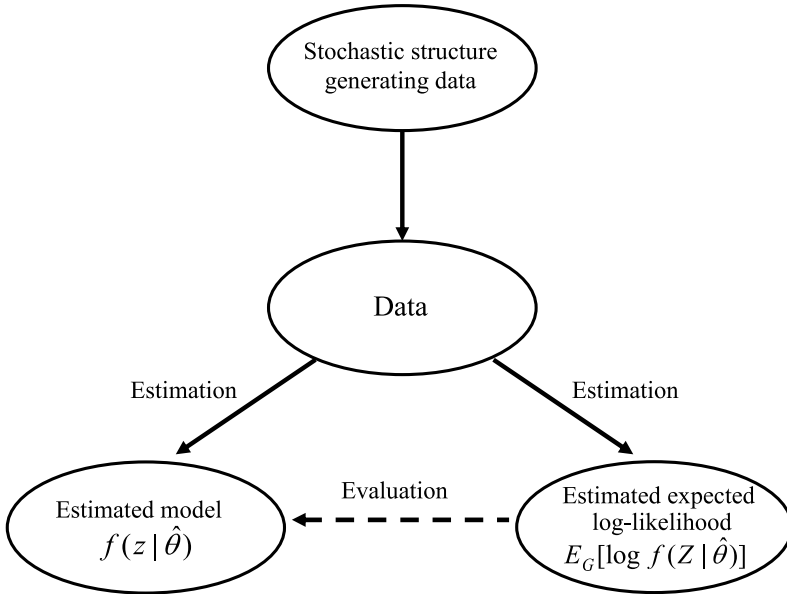 Stochastic structure
generating data
Data
Estimation
Estimation
Estimated model
f(z|θ̂)
Evaluation
Estimated expected
log-likelihood
E_G[log f(Z|θ̂)]